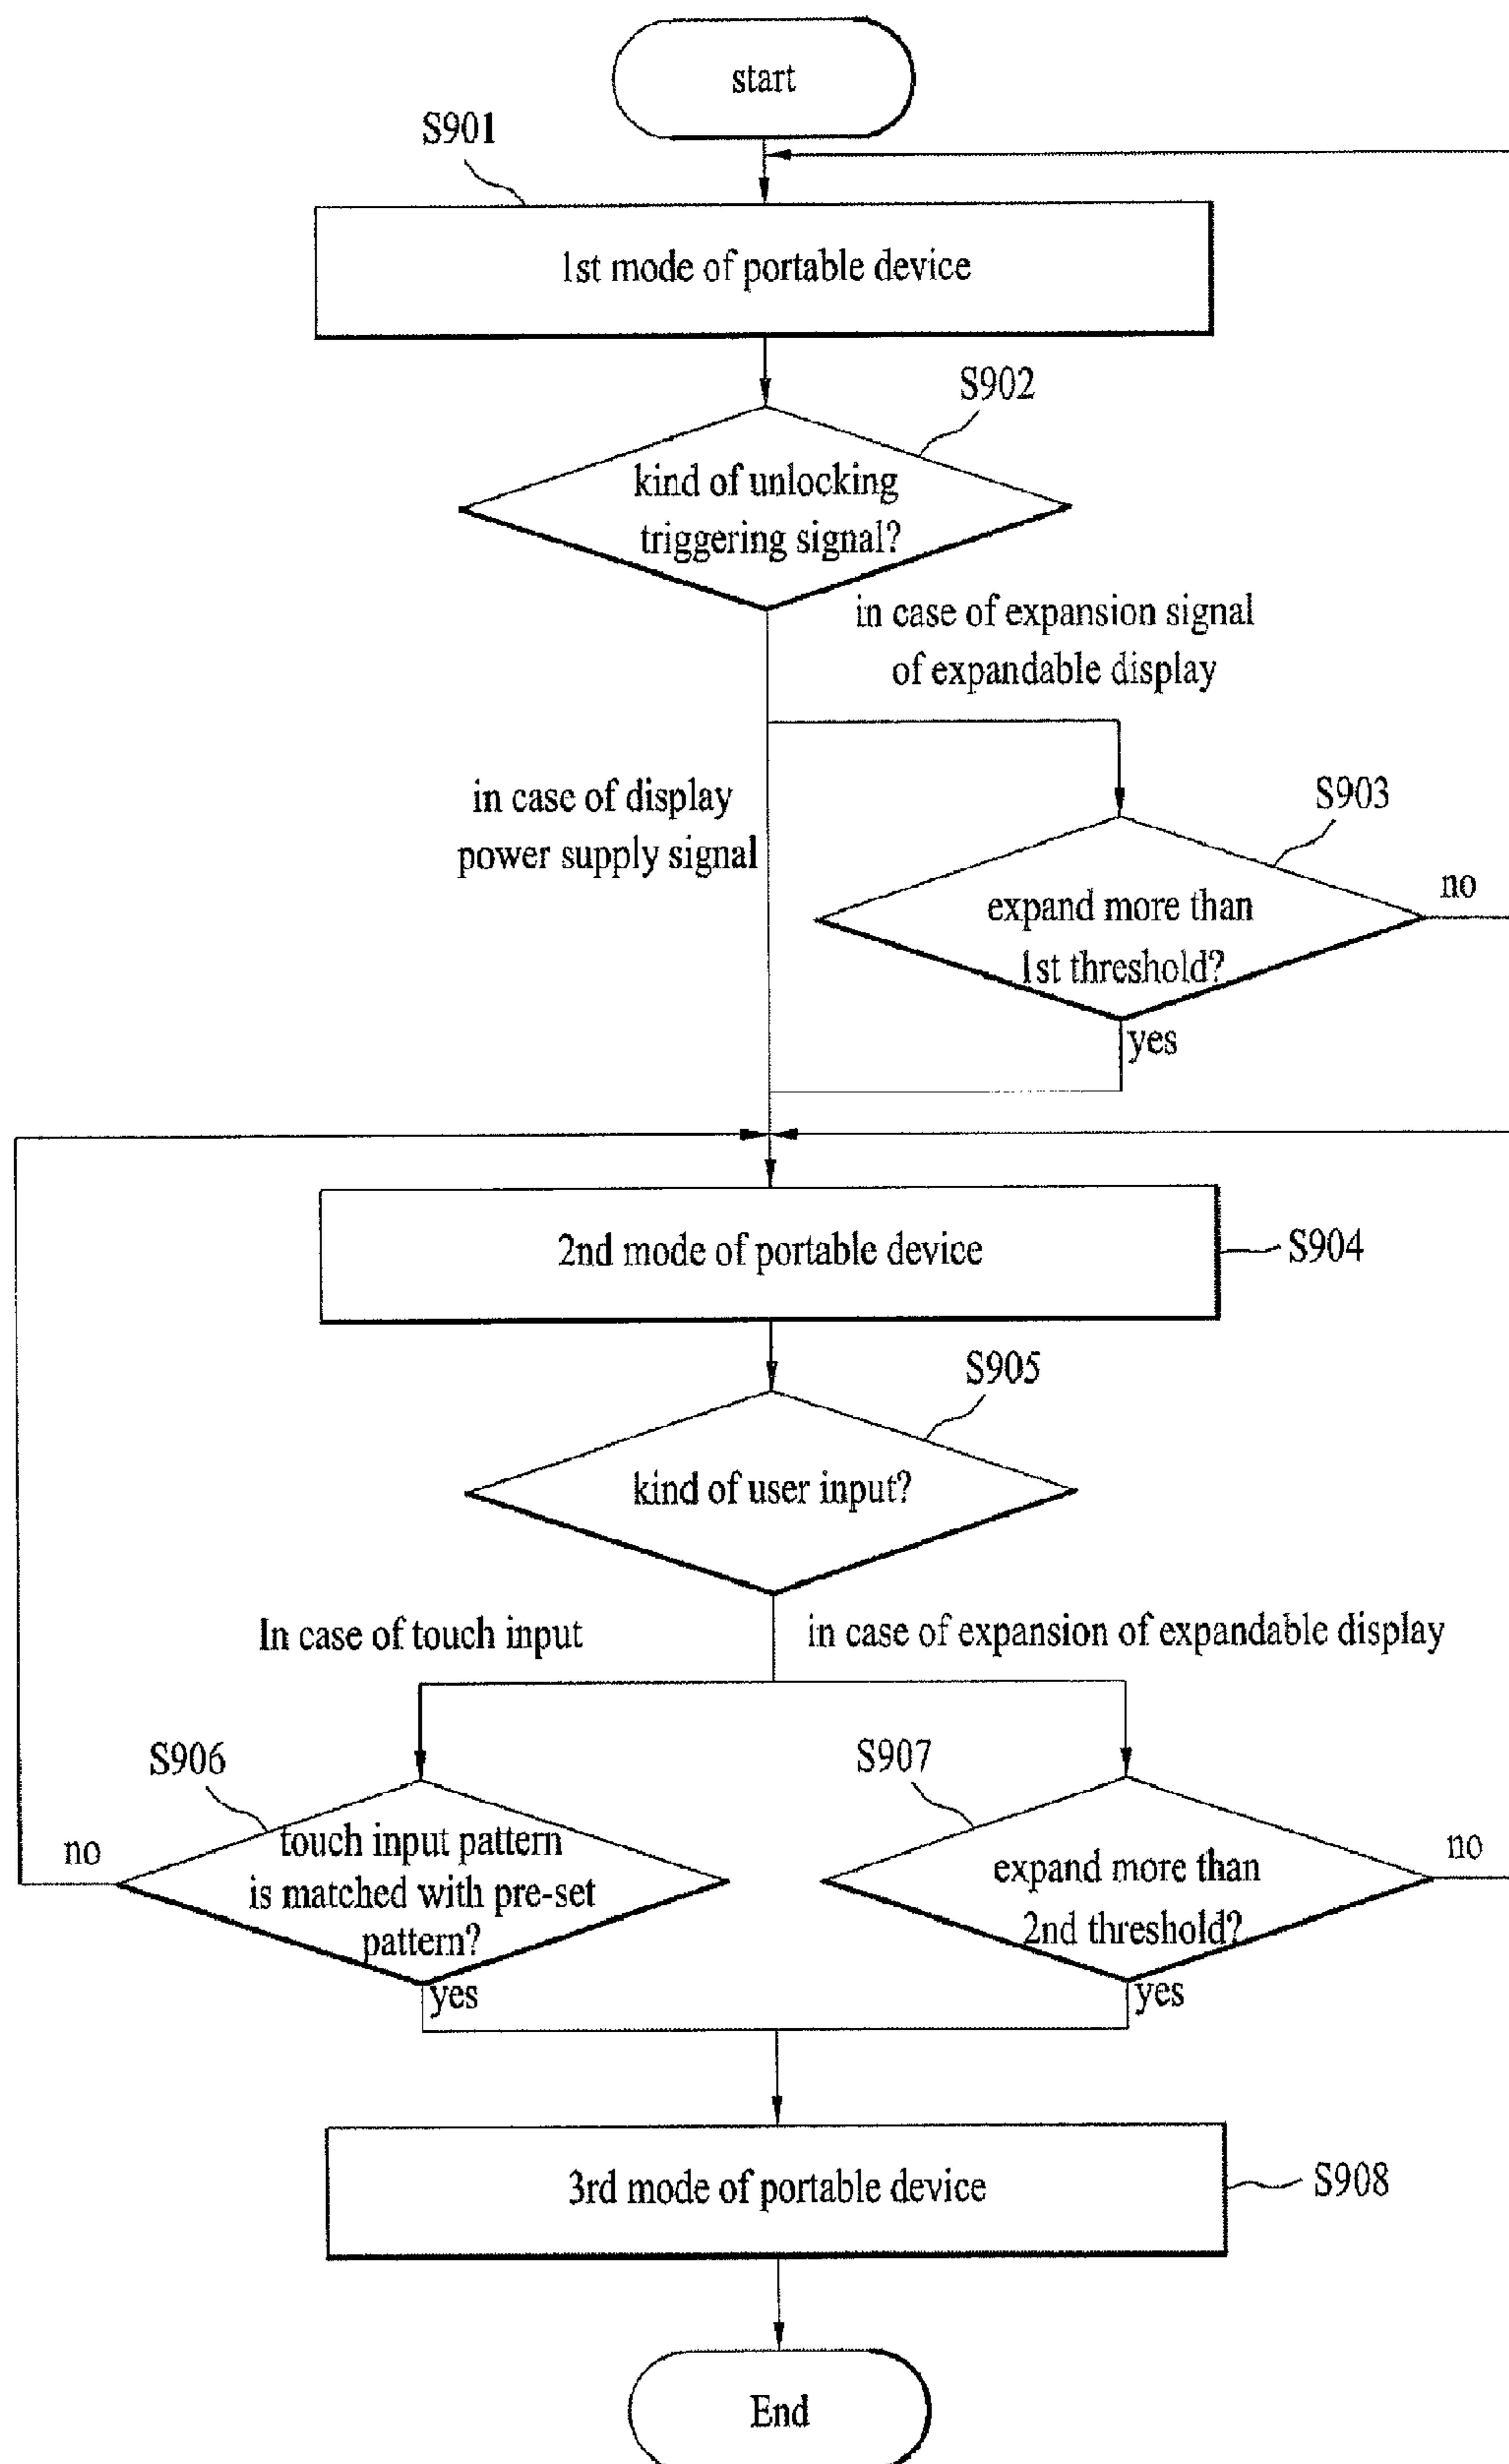 start
S901
1st mode of portable device
S902
kind of unlocking
triggering signal?
in case of expansion signal
of expandable display
in case of display
power supply signal
S903
expand more than
1st threshold?
no
yes
2nd mode of portable device
S904
S905
kind of user input?
In case of touch input
in case of expansion of expandable display
S906
touch input pattern
is matched with pre-set
pattern?
no
yes
S907
expand more than
2nd threshold?
no
yes
3rd mode of portable device
S908
End